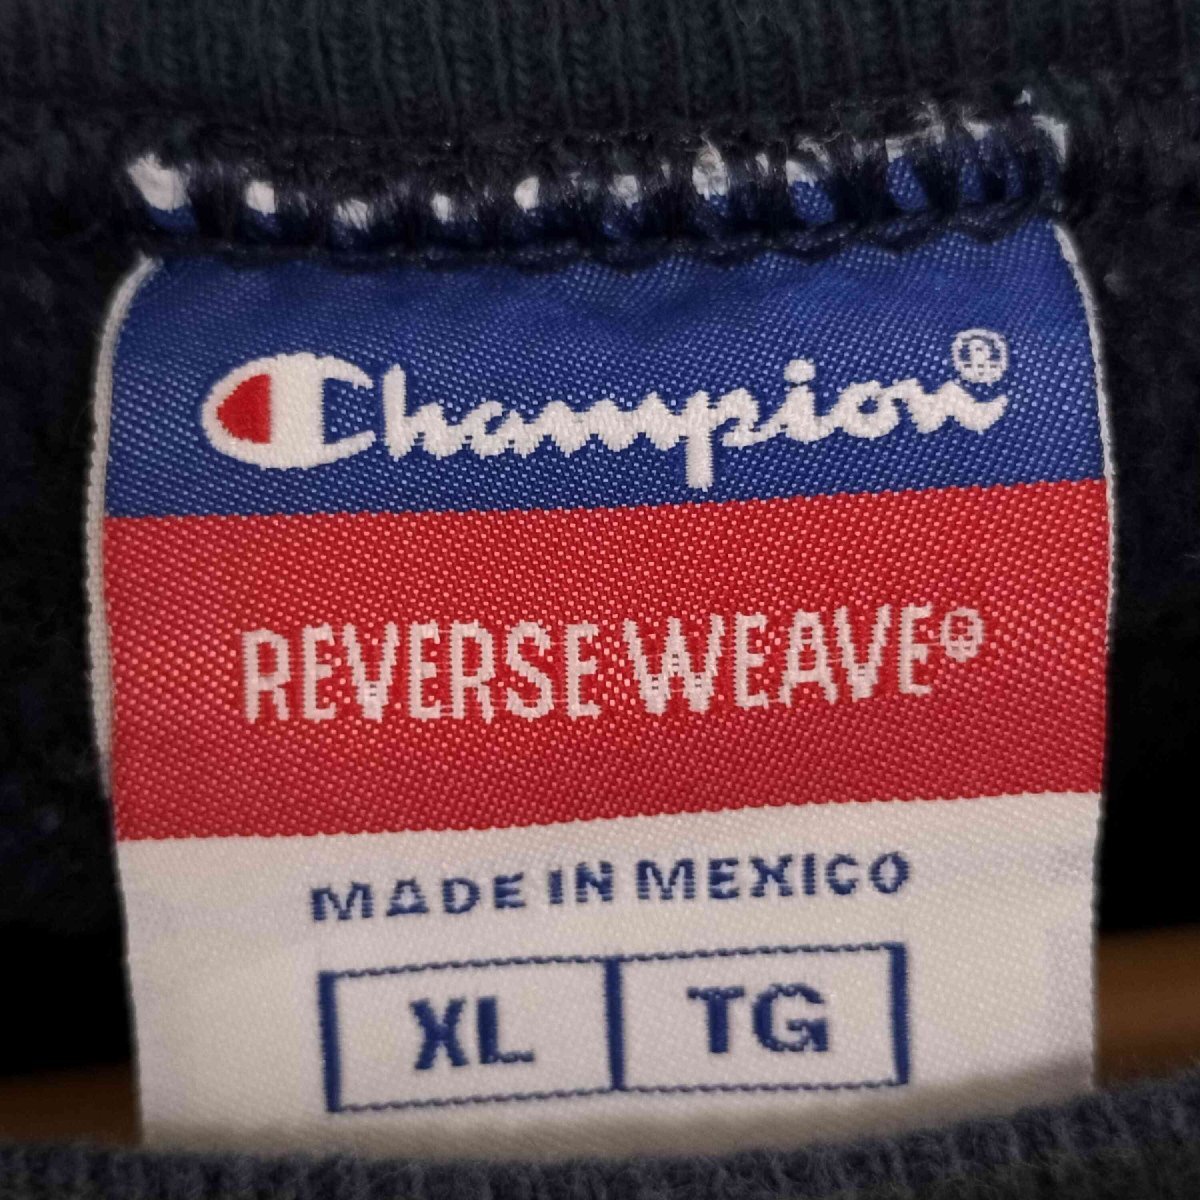 Champion®
REVERSE WEAVE®
MADE IN MEXICO
XL TG